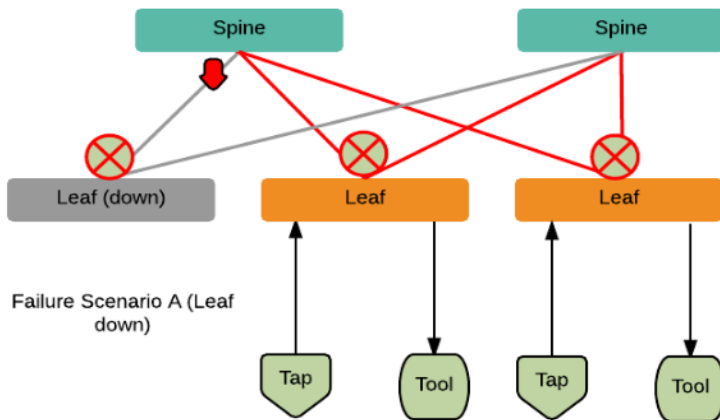 Spine
Spine
Leaf (down)
Leaf
Leaf
Failure Scenario A (Leaf
down)
Tap
Tool
Tap
Tool